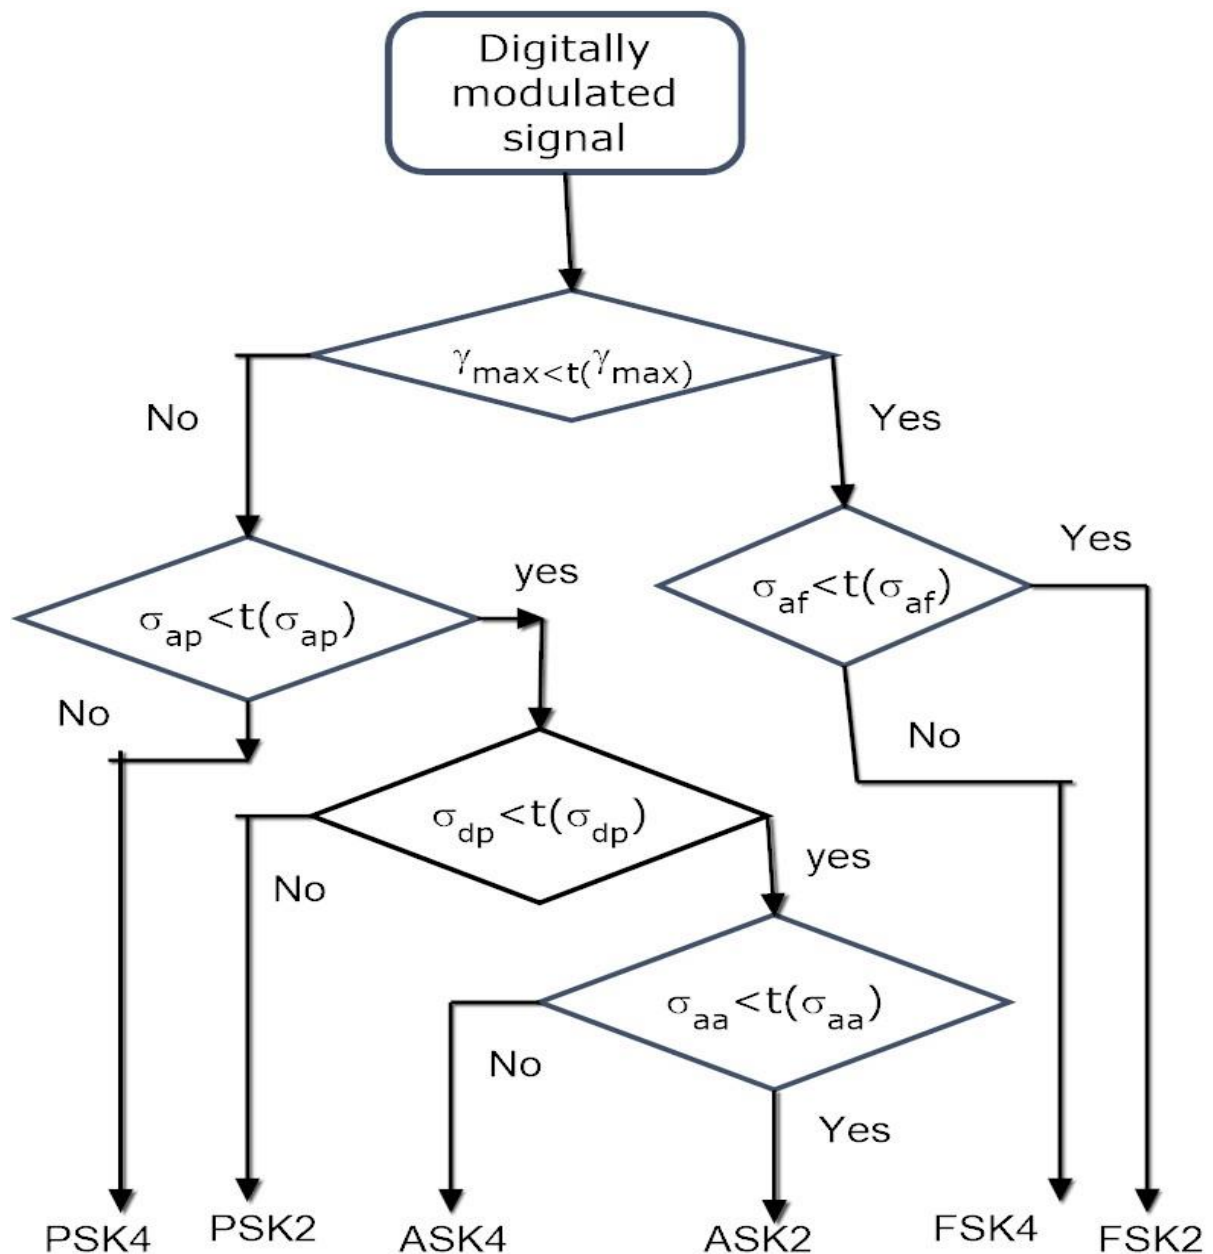 Digitally
modulated
signal
γmax<t(γmax)
No
Yes
Yes
yes
σaf<t(σaf)
σap<t(σap)
No
No
σdp<t(σdp)
yes
No
σaa<t(σaa)
No
Yes
PSK4 PSK2 ASK4 ASK2 FSK4 FSK2